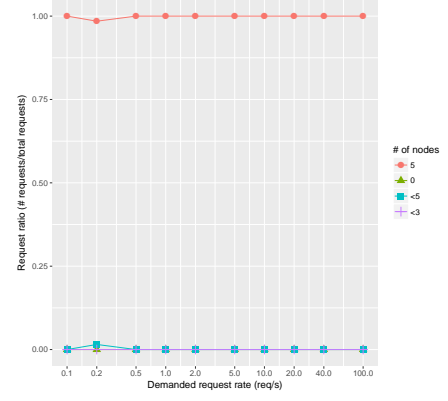 1.00
0.75
0.50
0.25
0.00
Request ratio (# requests/total requests)
0.1 0.2 0.5 1.0 2.0 5.0 10.0 20.0 40.0 100.0
Demanded request rate (req/s)
# of nodes
5
0
<5
<3